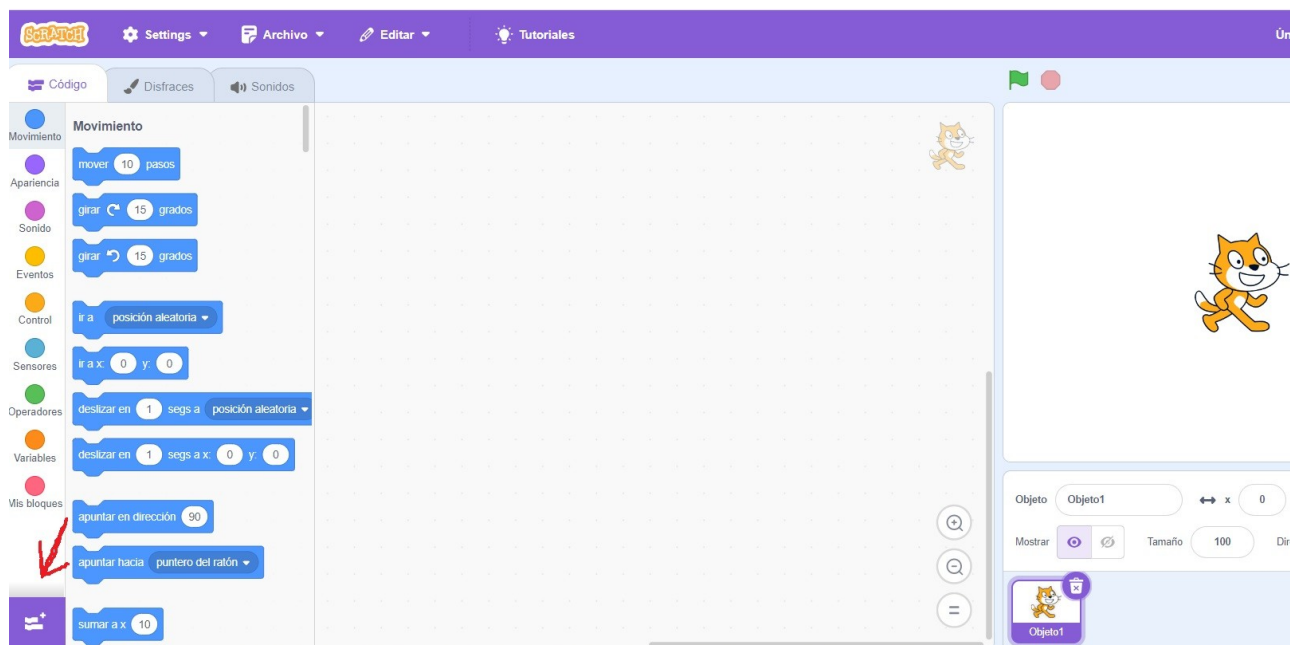 SCRATCH Settings Archivo Editar Tutoriales
Código Disfraces Sonidos
Movimiento
Apariencia
Sonido
Eventos
Control
Sensores
Operadores
Variables
Mis bloques
Movimiento
mover 10 pasos
girar 15 grados
girar 15 grados
ir a posición aleatoria
ir a x: 0 y: 0
deslizar en 1 segs a posición aleatoria
deslizar en 1 segs a x: 0 y: 0
apuntar en dirección 90
apuntar hacia puntero del ratón
sumar a x 10
Objeto Objeto1 x 0
Mostrar Tamaño 100
Objeto1